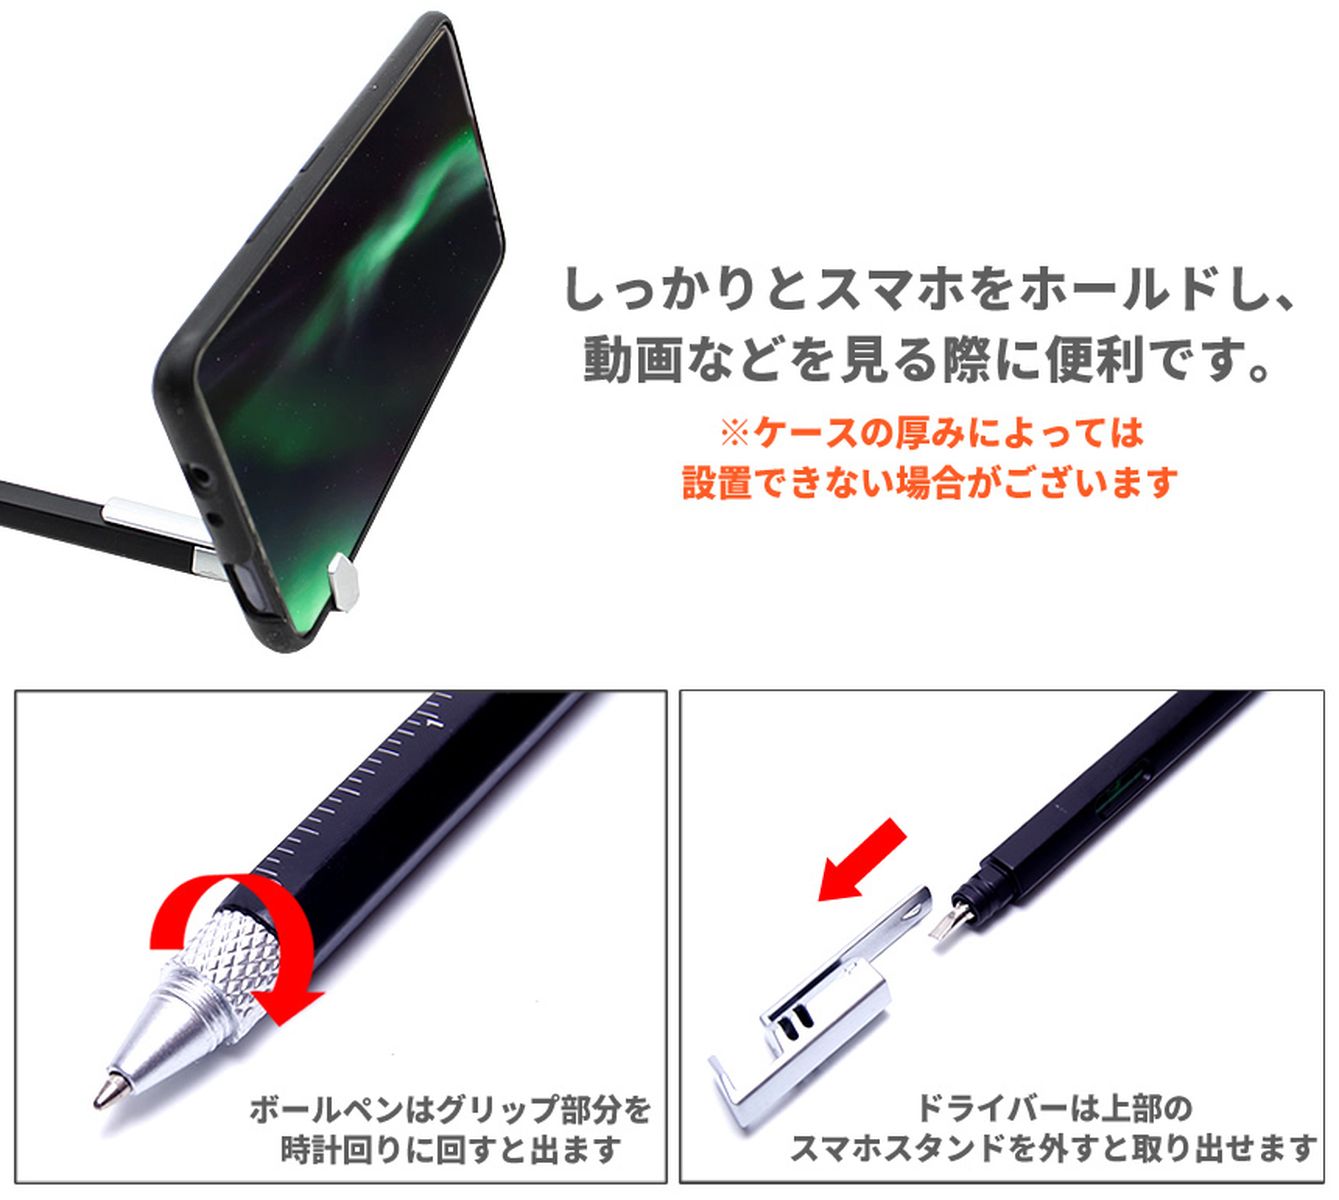 しっかりとスマホをホールドし、
動画などを見る際に便利です。
※ケースの厚みによっては
設置できない場合がございます
1
ボールペンはグリップ部分を
時計回りに回すと出ます
ドライバーは上部の
スマホスタンドを外すと取り出せます